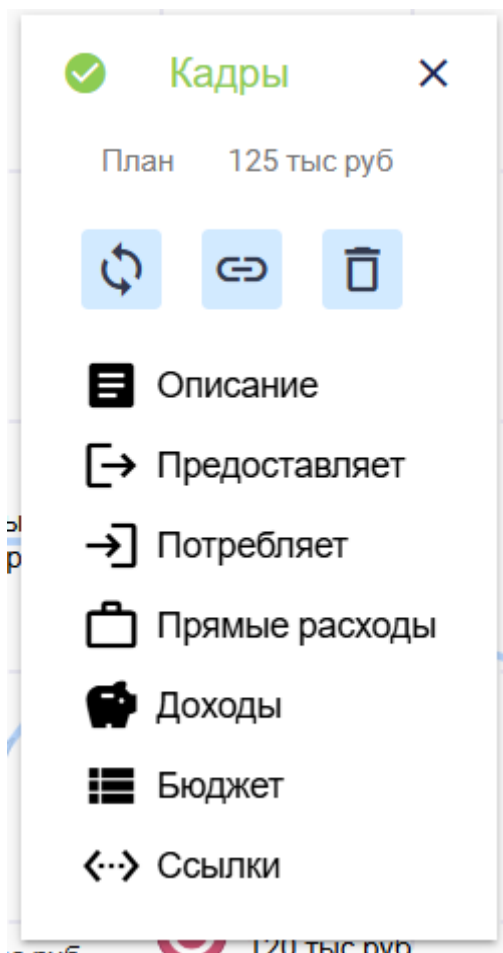 Кадры
План 125 тыс руб
Описание
Предоставляет
ы
р
Потребляет
Прямые расходы
Доходы
Бюджет
Ссылки
120 тыс руб